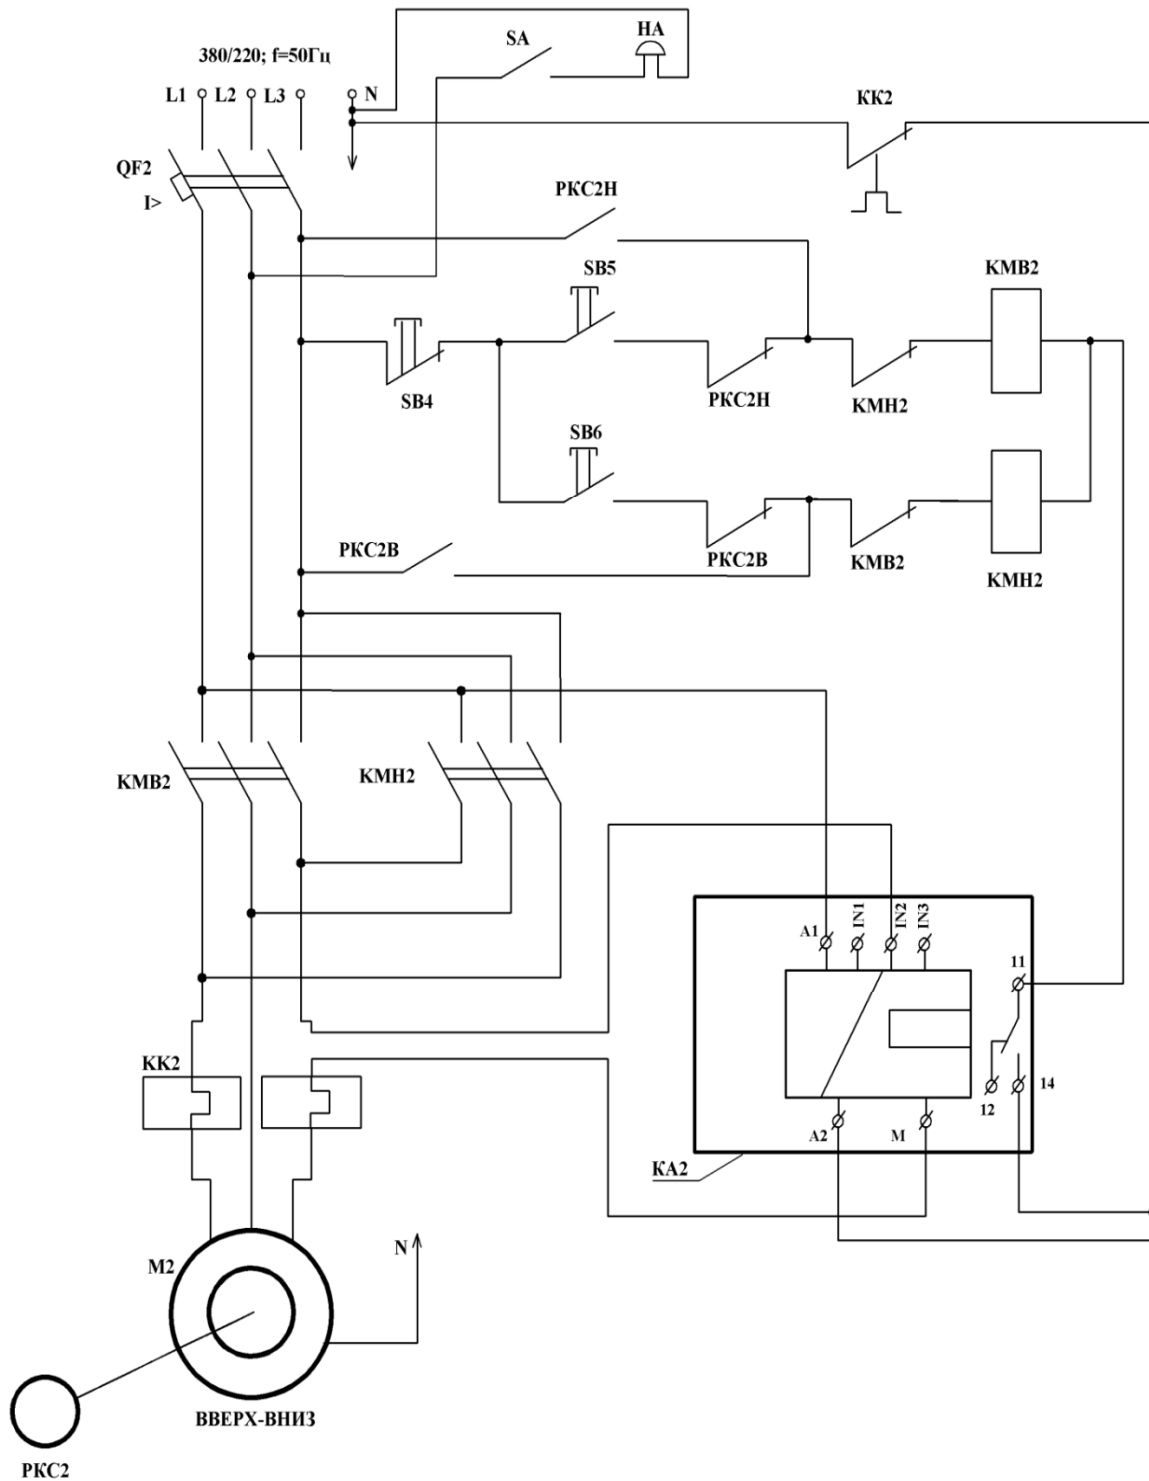 SA
HA
380/220; f=50Гц
L1
L2
L3
N
KK2
QF2
I>
РКС2Н
SB5
KMB2
SB4
РКС2Н
KMH2
SB6
РКС2В
РКС2В
KMB2
KMH2
KMB2
KMH2
A1
IN1
IN2
IN3
11
KK2
12
14
A2
M
KA2
N
M2
ВВЕРХ-ВНИЗ
РКС2